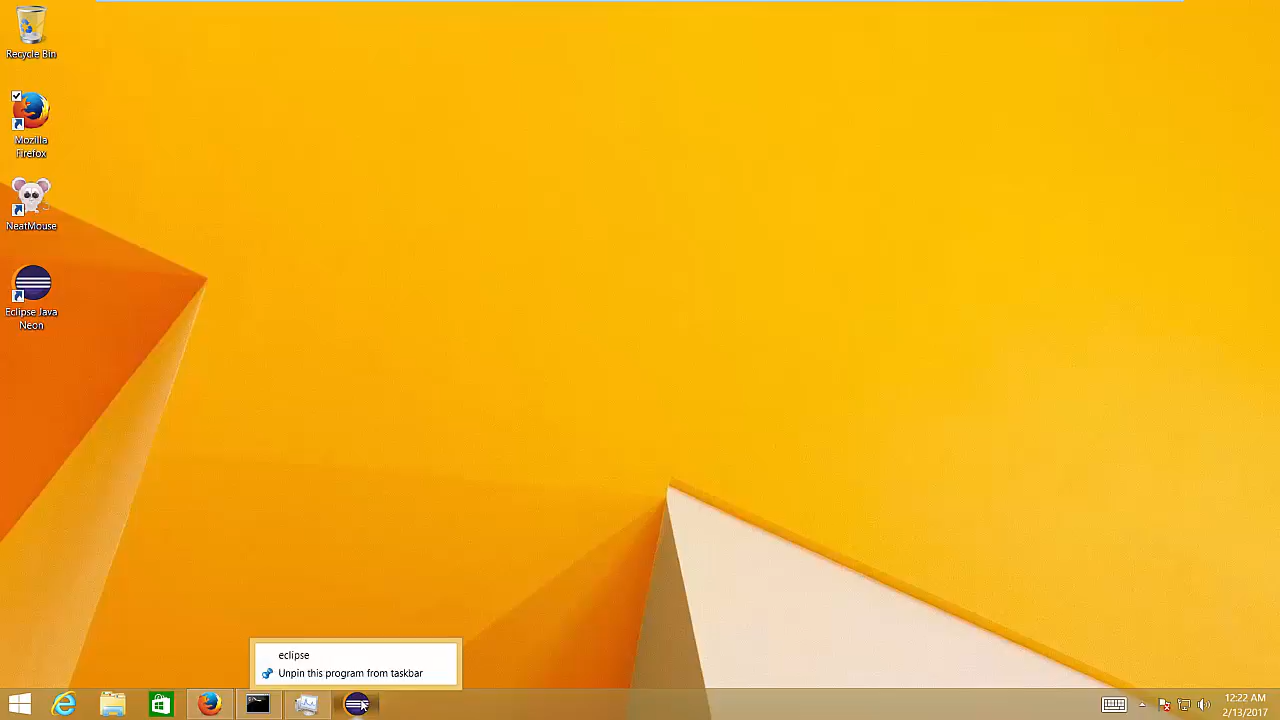 Recycle Bin
Mozilla
Firefox
NeatMouse
Eclipse Java
Neon
eclipse
Unpin this program from taskbar
12:22 AM
2/13/2017